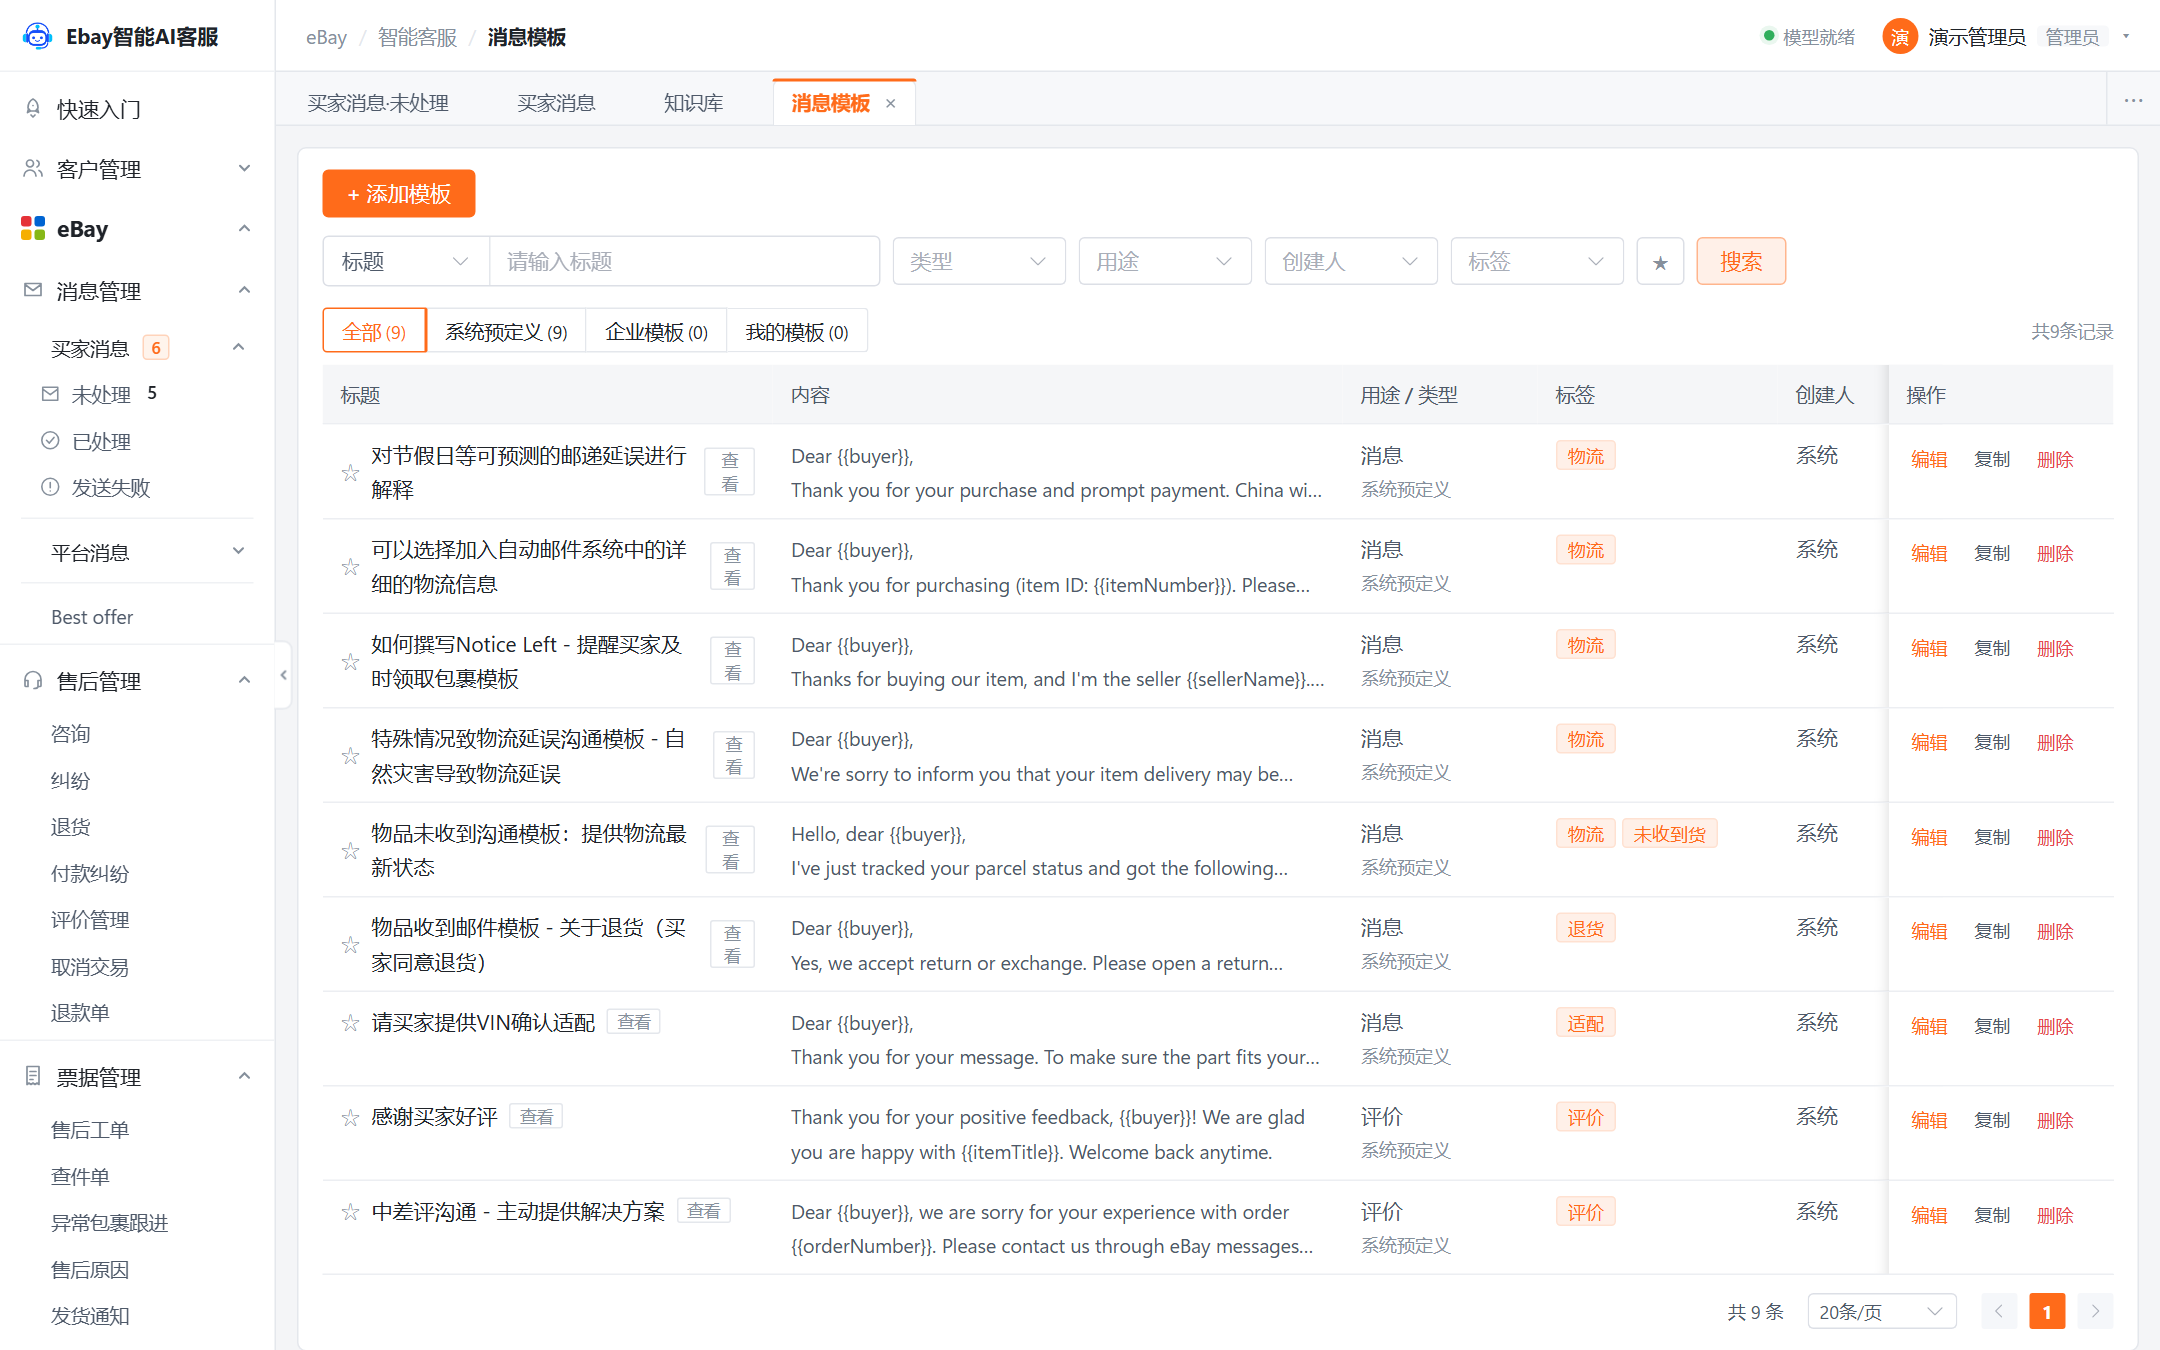 Ebay智能AI客服
eBay / 智能客服 / 消息模板
模型就绪
演 演示管理员 管理员
快速入门
客户管理
eBay
消息管理
买家消息 6
未处理 5
已处理
发送失败
平台消息
Best offer
售后管理
咨询
纠纷
退货
付款纠纷
评价管理
取消交易
退款单
票据管理
售后工单
查件单
异常包裹跟进
售后原因
发货通知
买家消息·未处理 买家消息 知识库 消息模板 ×
+ 添加模板
标题 请输入标题 类型 用途 创建人 标签 ★ 搜索
全部 (9) 系统预定义 (9) 企业模板 (0) 我的模板 (0) 共9条记录
标题 内容 用途 / 类型 标签 创建人 操作
对节假日等可预测的邮递延误进行
解释
查
看
Dear {{buyer}},
Thank you for your purchase and prompt payment. China wi...
消息
系统预定义
物流 系统 编辑 复制 删除
可以选择加入自动邮件系统中的详
细的物流信息
查
看
Dear {{buyer}},
Thank you for purchasing (item ID: {{itemNumber}}). Please...
消息
系统预定义
物流 系统 编辑 复制 删除
如何撰写Notice Left - 提醒买家及
时领取包裹模板
查
看
Dear {{buyer}},
Thanks for buying our item, and I'm the seller {{sellerName}}....
消息
系统预定义
物流 系统 编辑 复制 删除
特殊情况致物流延误沟通模板 - 自
然灾害导致物流延误
查
看
Dear {{buyer}},
We're sorry to inform you that your item delivery may be...
消息
系统预定义
物流 系统 编辑 复制 删除
物品未收到沟通模板：提供物流最
新状态
查
看
Hello, dear {{buyer}},
I've just tracked your parcel status and got the following...
消息
系统预定义
物流 未收到货 系统 编辑 复制 删除
物品收到邮件模板 - 关于退货（买
家同意退货）
查
看
Dear {{buyer}},
Yes, we accept return or exchange. Please open a return...
消息
系统预定义
退货 系统 编辑 复制 删除
请买家提供VIN确认适配 查看
Dear {{buyer}},
Thank you for your message. To make sure the part fits your...
消息
系统预定义
适配 系统 编辑 复制 删除
感谢买家好评 查看
Thank you for your positive feedback, {{buyer}}! We are glad
you are happy with {{itemTitle}}. Welcome back anytime.
评价
系统预定义
评价 系统 编辑 复制 删除
中差评沟通 - 主动提供解决方案 查看
Dear {{buyer}}, we are sorry for your experience with order
{{orderNumber}}. Please contact us through eBay messages...
评价
系统预定义
评价 系统 编辑 复制 删除
共 9 条 20条/页 1